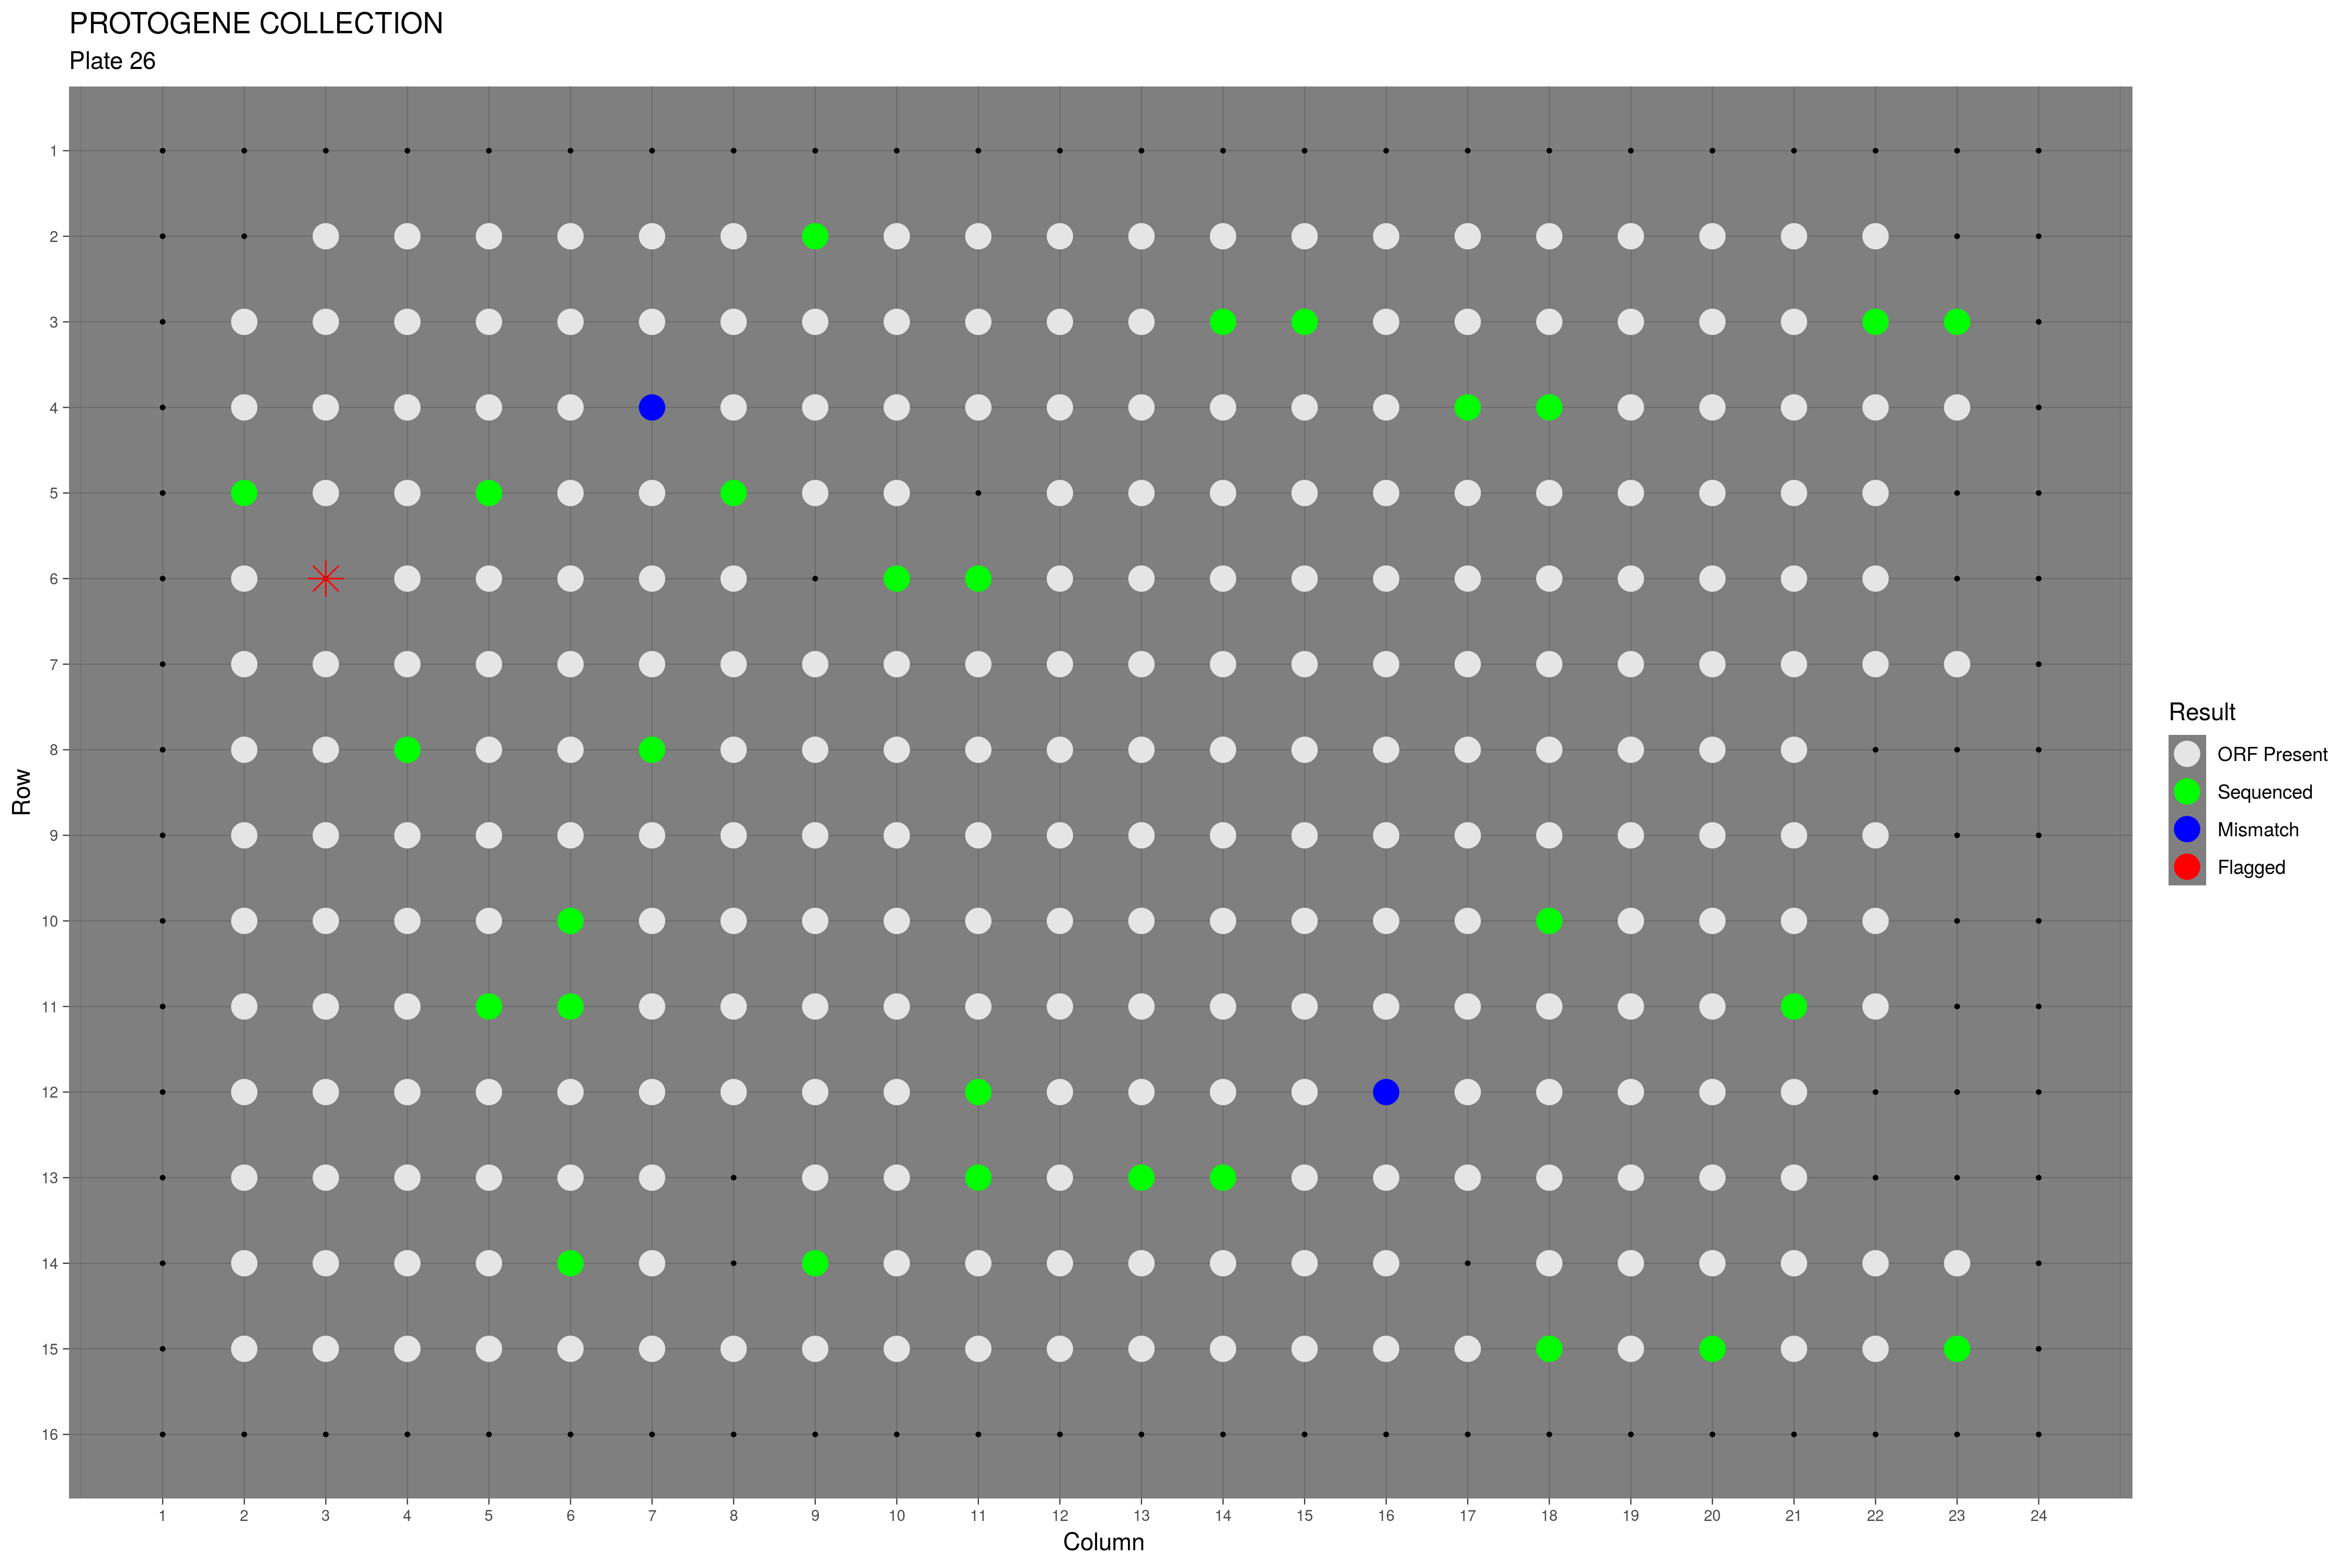 PROTOGENE COLLECTION
Plate 26
1
2
3
4
5
6
7
8
9
10
11
12
13
14
15
16
Row
1 2 3 4 5 6 7 8 9 10 11 12 13 14 15 16 17 18 19 20 21 22 23 24
Column
Result
ORF Present
Sequenced
Mismatch
Flagged